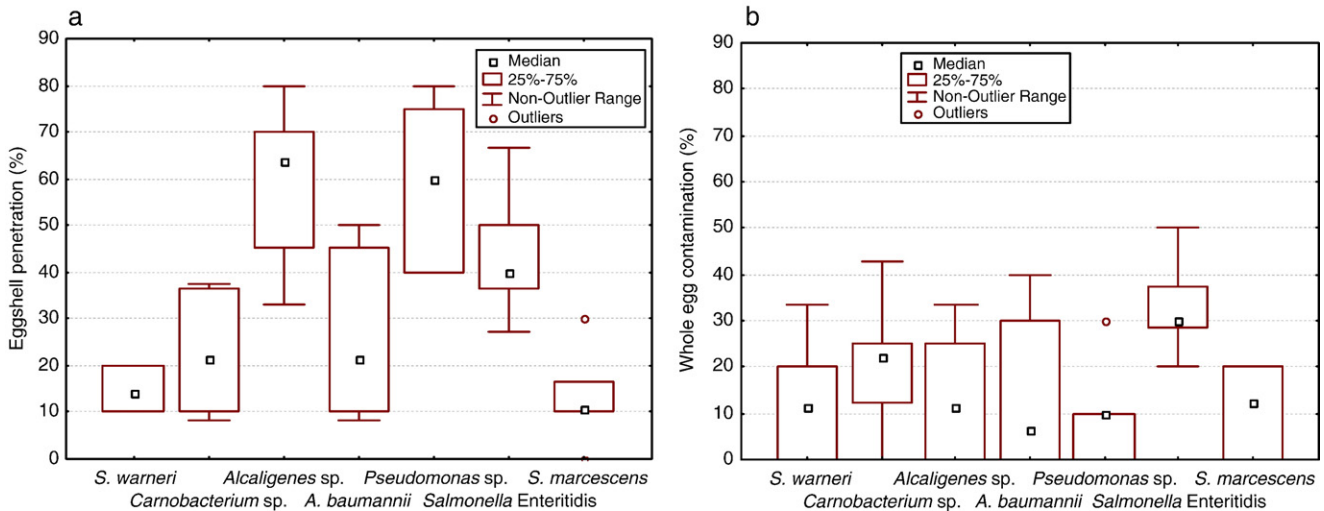 a
Eggshell penetration (%)
90
80
70
60
50
40
30
20
10
0
Median
25%-75%
Non-Outlier Range
Outliers
S. warneri Alcaligenes sp. Pseudomonas sp. S. marcescens
Carnobacterium sp. A. baumannii Salmonella Enteritidis
b
Whole egg contamination (%)
90
80
70
60
50
40
30
20
10
0
Median
25%-75%
Non-Outlier Range
Outliers
S. warneri Alcaligenes sp. Pseudomonas sp. S. marcescens
Carnobacterium sp. A. baumannii Salmonella Enteritidis